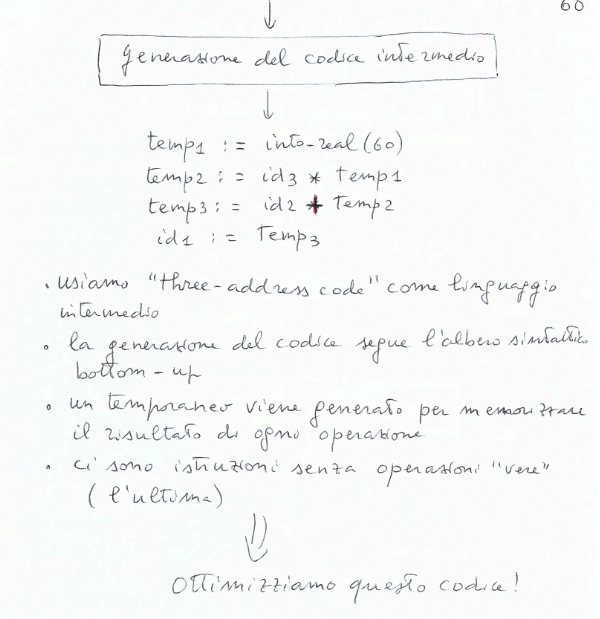 60
generazione del codice intermedio
temp1 := into-real(60)
temp2 := id3 * temp1
temp3 := id2 + temp2
id1 := temp3
• usiamo "three-address code" come linguaggio
intermedio
• la generazione del codice segue l'albero sintattico
bottom-up
• un temporaneo viene generato per memorizzare
il risultato di ogni operazione
• ci sono istruzioni senza operazioni "vere"
(l'ultima)
Ottimizziamo questo codice!